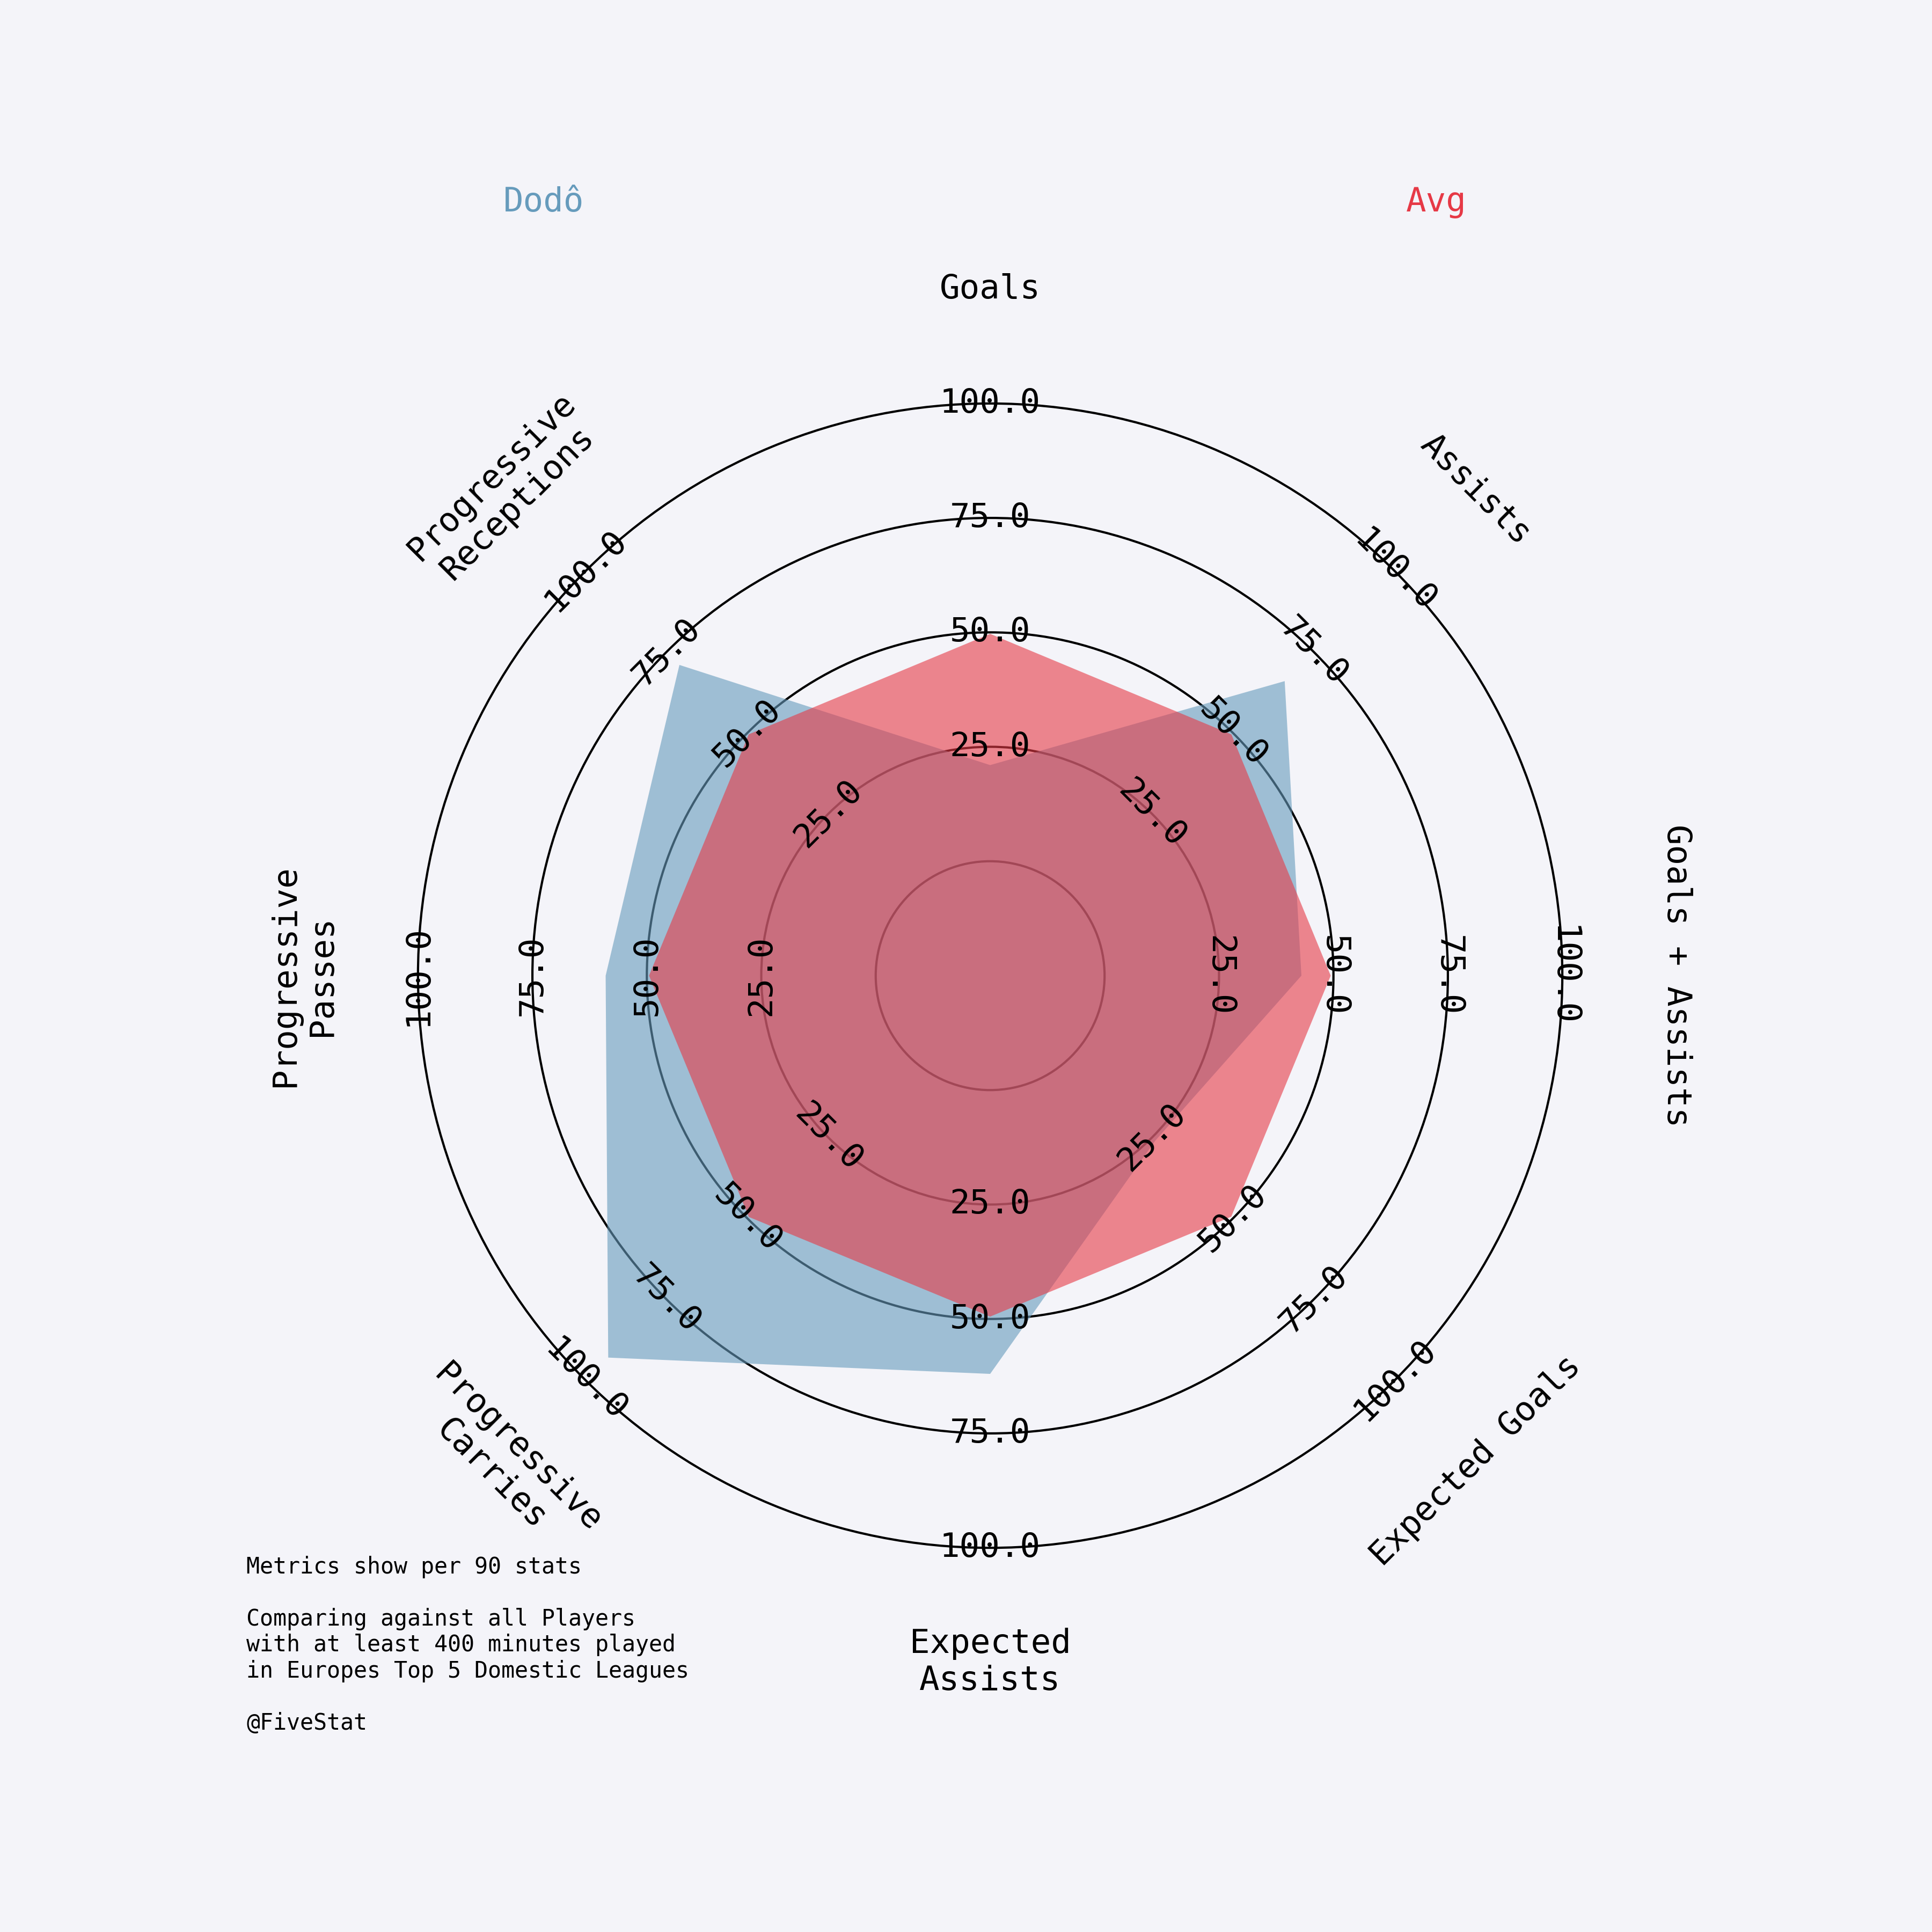 Dodô
Avg
Goals
Assists
Goals + Assists
Expected Goals
Expected
Assists
Progressive
Carries
Progressive
Passes
Progressive
Receptions
25.0
50.0
75.0
100.0
25.0
50.0
75.0
100.0
25.0
50.0
75.0
100.0
25.0
50.0
75.0
100.0
25.0
50.0
75.0
100.0
25.0
50.0
75.0
100.0
25.0
50.0
75.0
100.0
25.0
50.0
75.0
100.0
Metrics show per 90 stats
Comparing against all Players
with at least 400 minutes played
in Europes Top 5 Domestic Leagues
@FiveStat